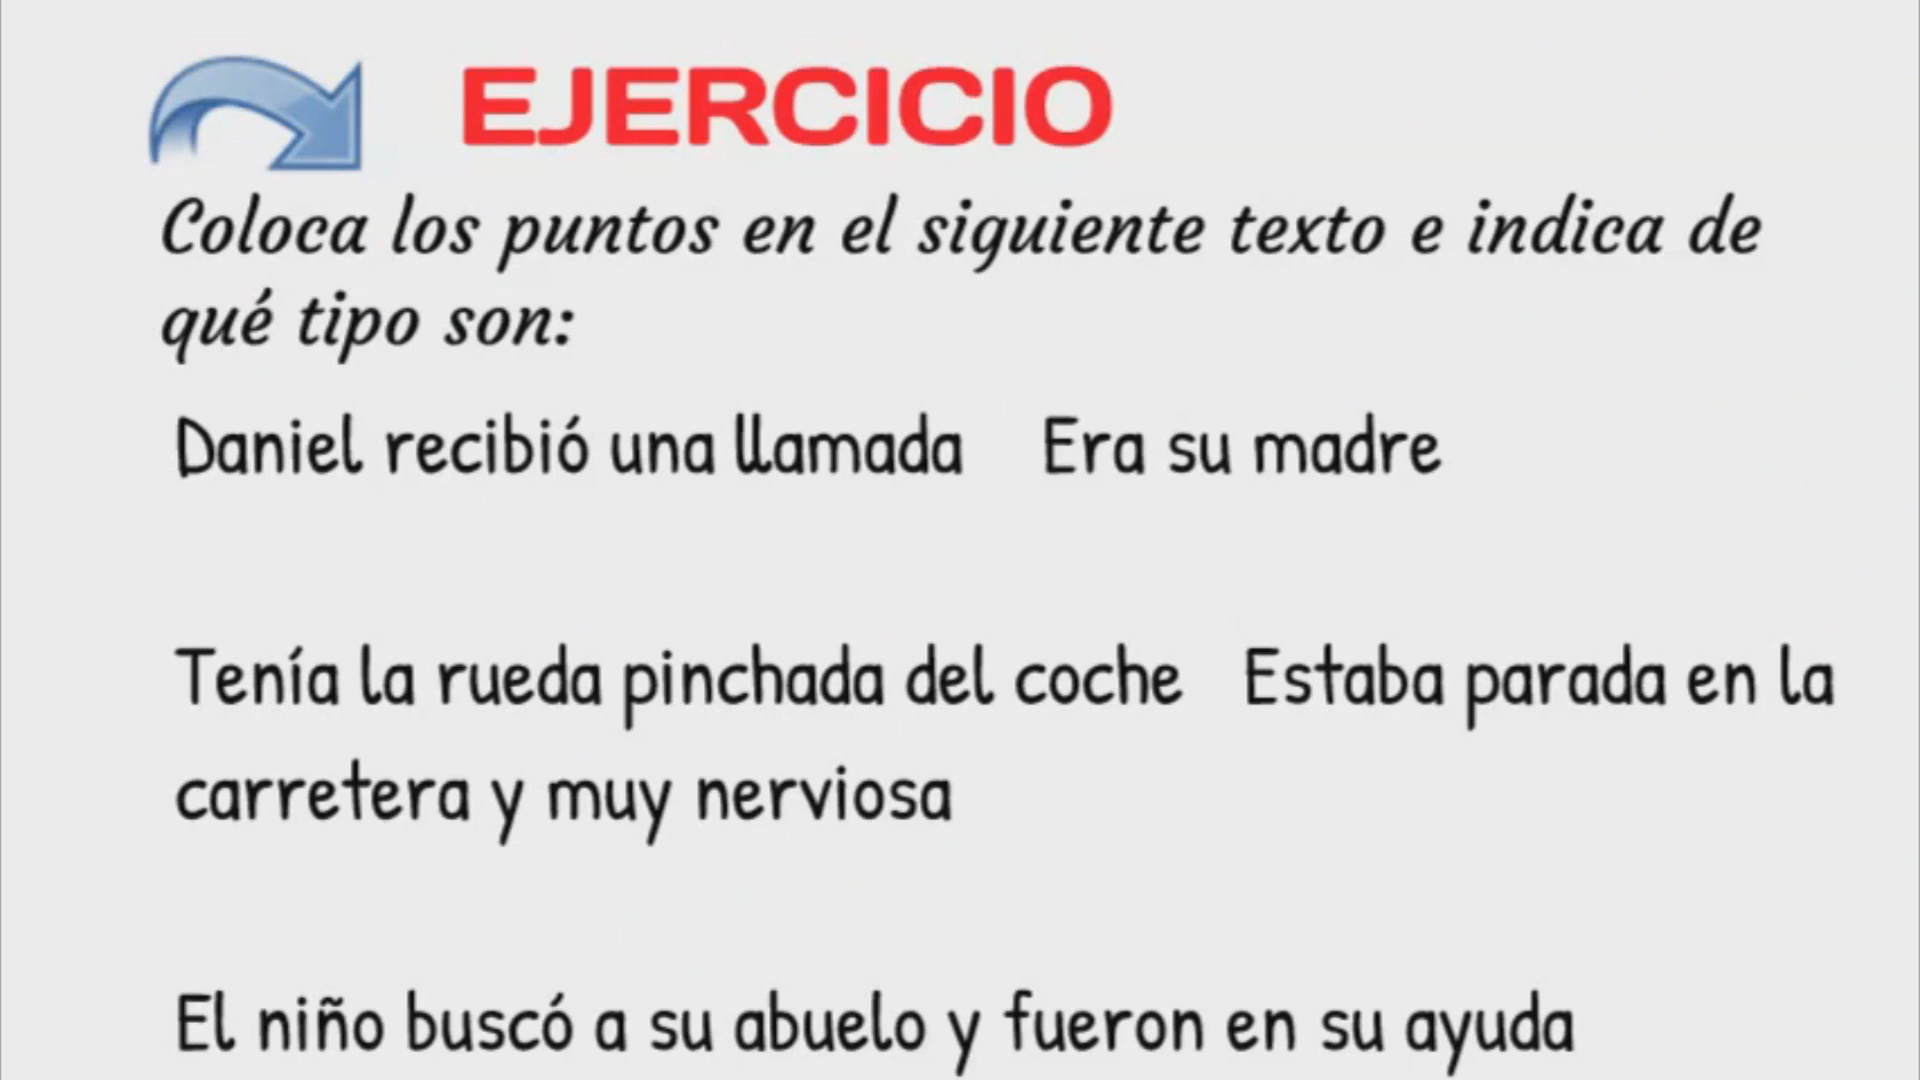 EJERCICIO
Coloca los puntos en el siguiente texto e indica de
qué tipo son:
Daniel recibió una llamada    Era su madre
Tenía la rueda pinchada del coche   Estaba parada en la
carretera y muy nerviosa
El niño buscó a su abuelo y fueron en su ayuda